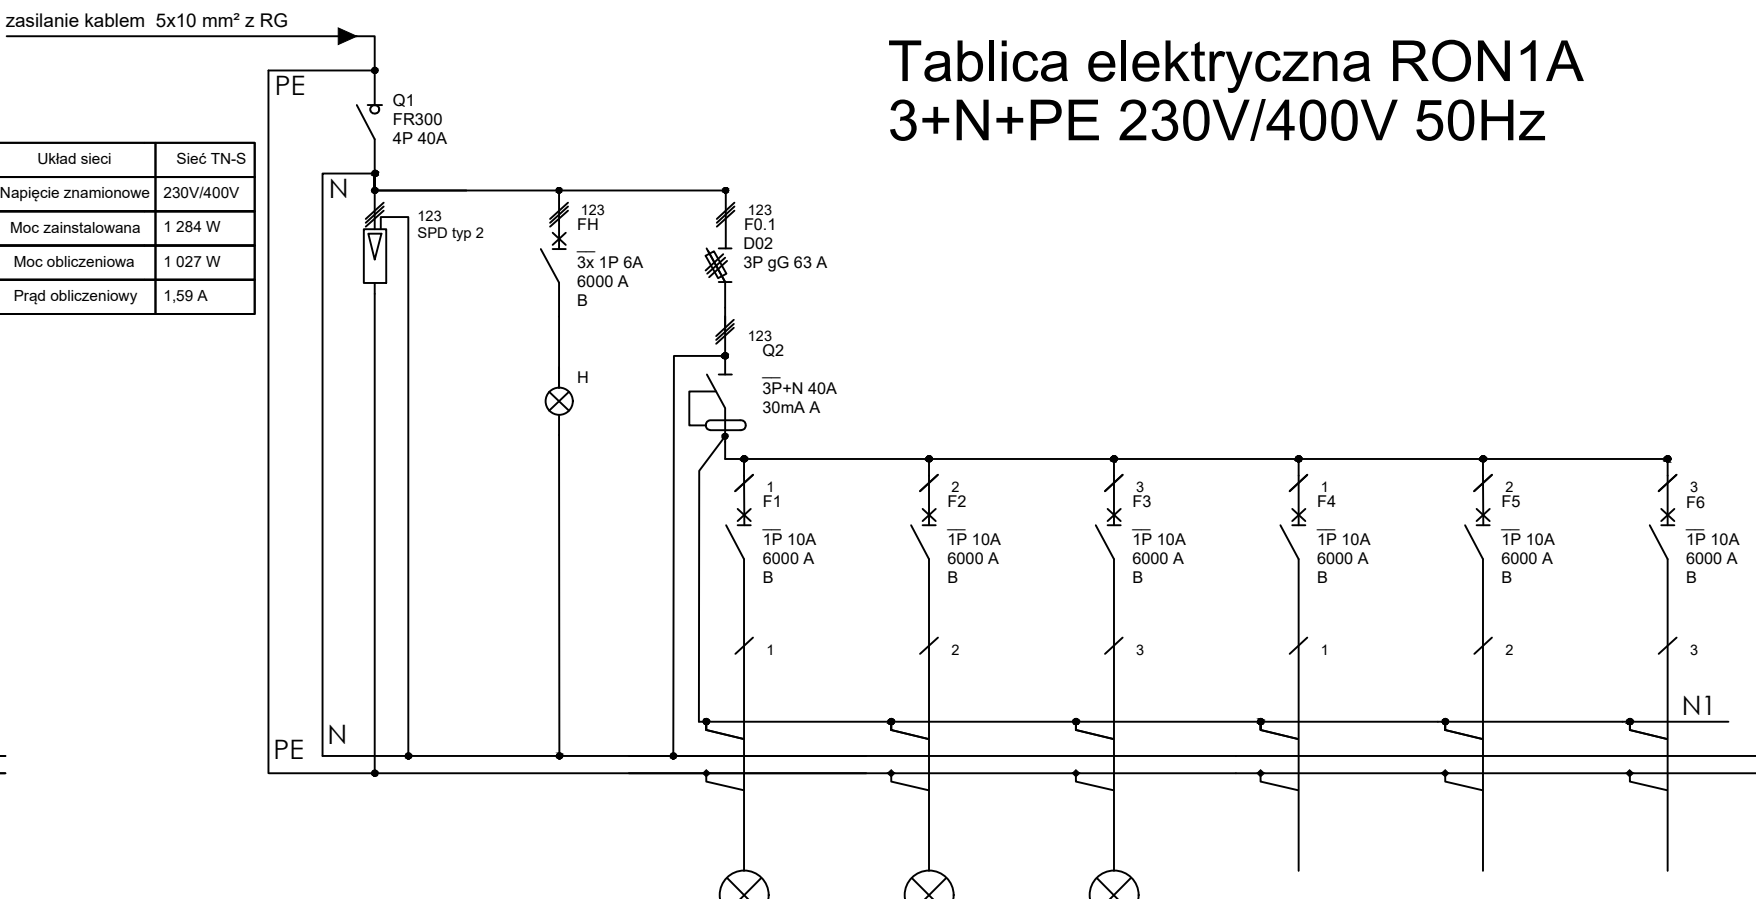 zasilanie kablem 5x10 mm² z RG
Tablica elektryczna RON1A
3+N+PE 230V/400V 50Hz
PE
Q1
FR300
4P 40A
Układ sieci Sieć TN-S
Napięcie znamionowe 230V/400V
Moc zainstalowana 1 284 W
Moc obliczeniowa 1 027 W
Prąd obliczeniowy 1,59 A
N
123
SPD typ 2
123
FH
3x 1P 6A
6000 A
B
H
123
F0.1
D02
3P gG 63 A
123
Q2
3P+N 40A
30mA A
1
F1
1P 10A
6000 A
B
1
2
F2
1P 10A
6000 A
B
2
3
F3
1P 10A
6000 A
B
3
1
F4
1P 10A
6000 A
B
1
2
F5
1P 10A
6000 A
B
2
3
F6
1P 10A
6000 A
B
3
N1
N
PE